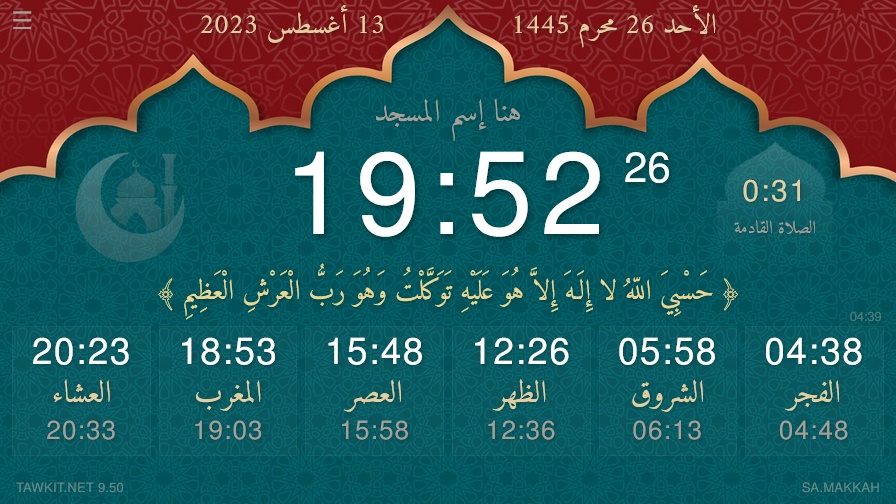 الأحد 26 محرم 1445
13 أغسطس 2023
هنا إسم المسجد
19:52 26
0:31
الصلاة القادمة
﴿ حَسْبِيَ اللّهُ لا إِلَهَ إِلاَّ هُوَ عَلَيْهِ تَوَكَّلْتُ وَهُوَ رَبُّ الْعَرْشِ الْعَظِيمِ ﴾
04:39
04:38 05:58 12:26 15:48 18:53 20:23
الفجر الشروق الظهر العصر المغرب العشاء
04:48 06:13 12:36 15:58 19:03 20:33
TAWKIT.NET 9.50
SA.MAKKAH